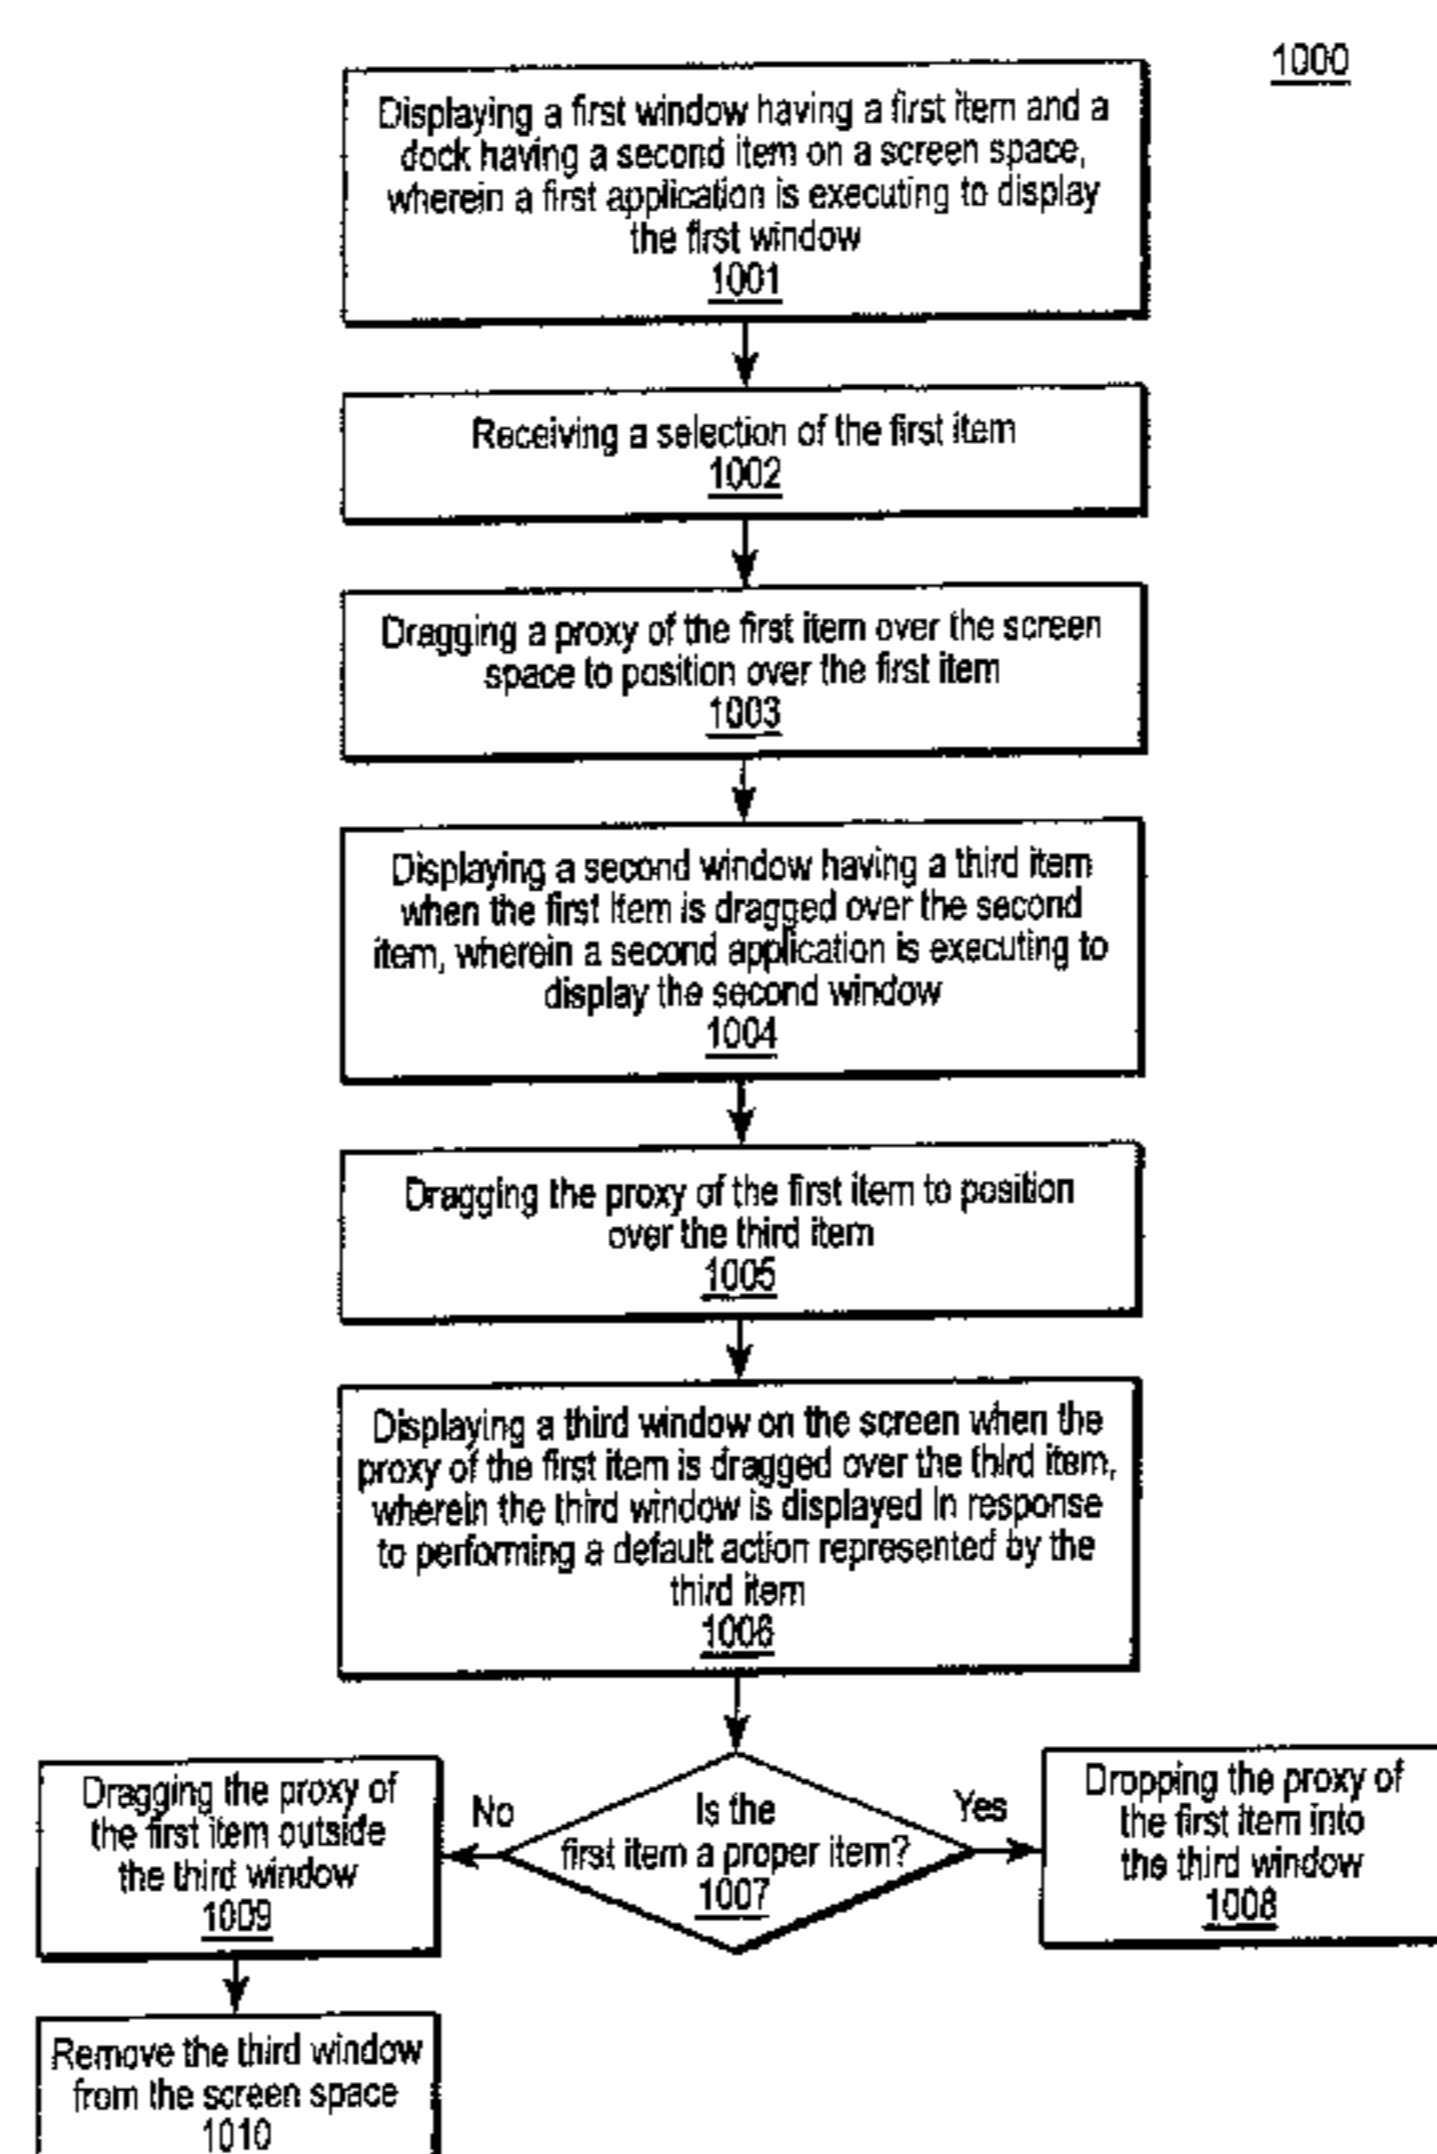 1000
Displaying a first window having a first item and a
dock having a second item on a screen space,
wherein a first application is executing to display
the first window
1001
Receiving a selection of the first item
1002
Dragging a proxy of the first item over the screen
space to position over the first item
1003
Displaying a second window having a third item
when the first item is dragged over the second
item, wherein a second application is executing to
display the second window
1004
Dragging the proxy of the first item to position
over the third item
1005
Displaying a third window on the screen when the
proxy of the first item is dragged over the third item,
wherein the third window is displayed in response
to performing a default action represented by the
third item
1006
Is the
first item a proper item?
1007
No
Yes
Dragging the proxy of
the first item outside
the third window
1009
Dropping the proxy of
the first item into
the third window
1008
Remove the third window
from the screen space
1010